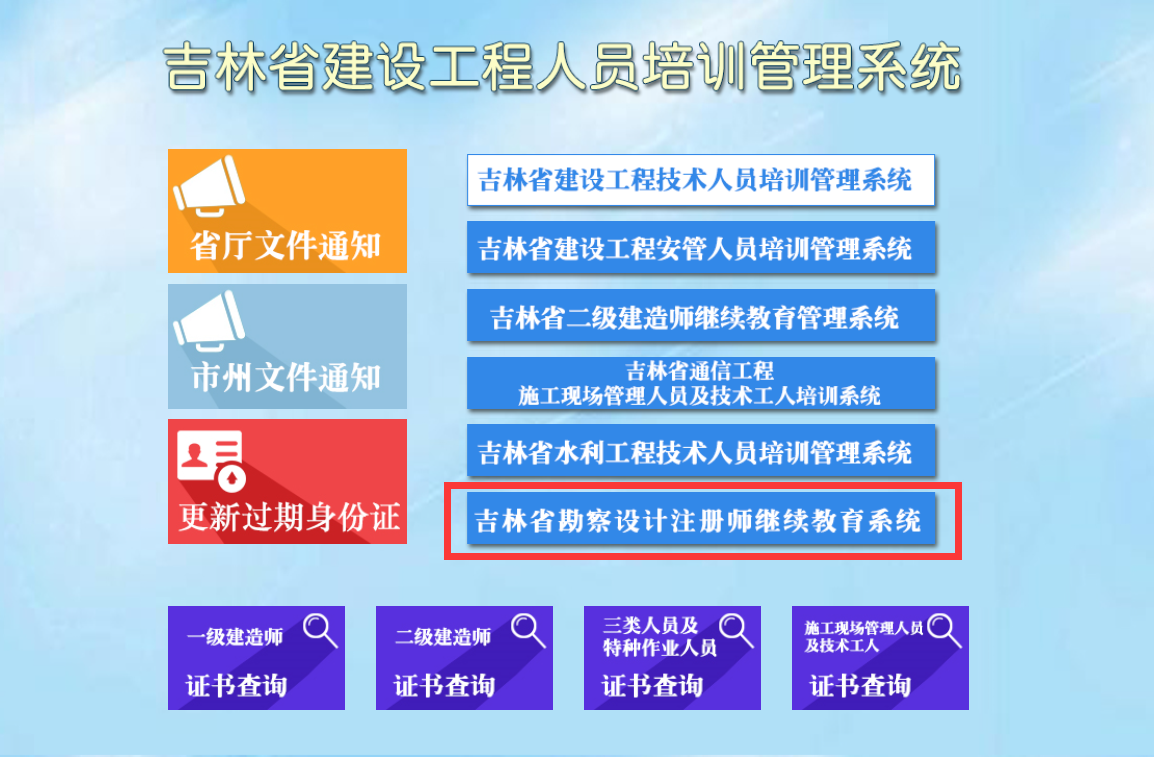 吉林省建设工程人员培训管理系统
省厅文件通知
市州文件通知
更新过期身份证
吉林省建设工程技术人员培训管理系统
吉林省建设工程安管人员培训管理系统
吉林省二级建造师继续教育管理系统
吉林省通信工程
施工现场管理人员及技术工人培训系统
吉林省水利工程技术人员培训管理系统
吉林省勘察设计注册师继续教育系统
一级建造师
证书查询
二级建造师
证书查询
三类人员及
特种作业人员
证书查询
施工现场管理人员
及技术工人
证书查询